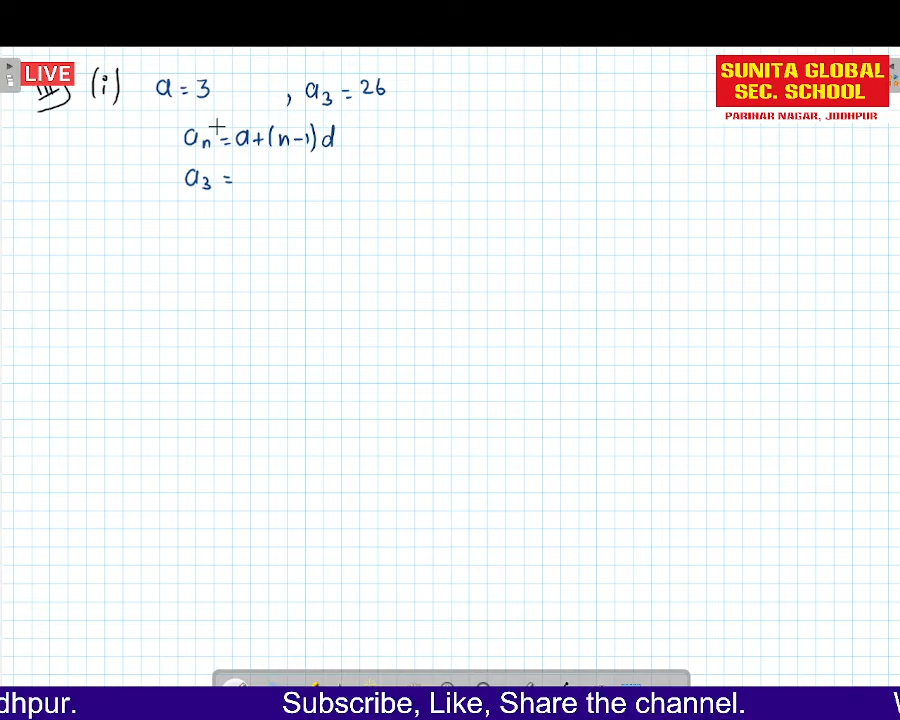 LIVE
III) (i) a = 3 , a3 = 26
an = a+(n-1)d
a3 =
SUNITA GLOBAL
SEC. SCHOOL
PARIHAR NAGAR, JODHPUR
dhpur. Subscribe, Like, Share the channel.